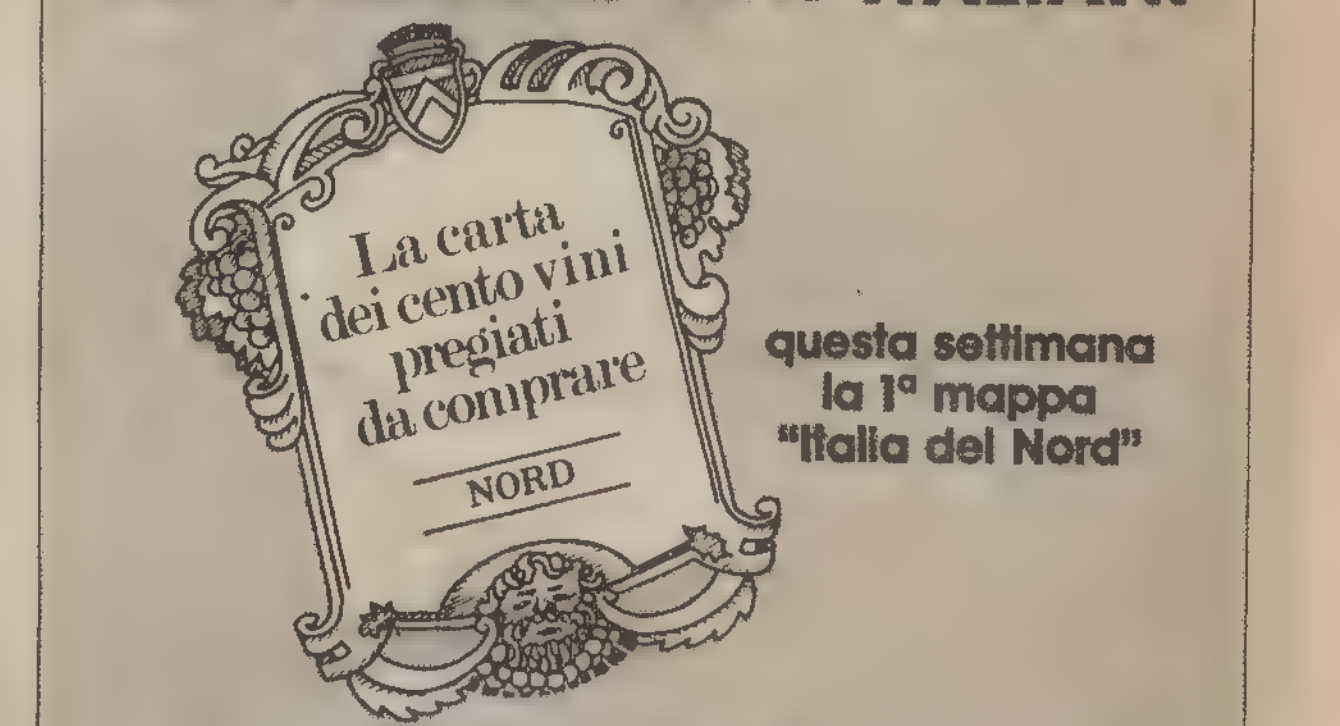 La carta
dei cento vini
pregiati
da comprare
NORD
questa settimana
la 1ª mappa
“Italia del Nord”